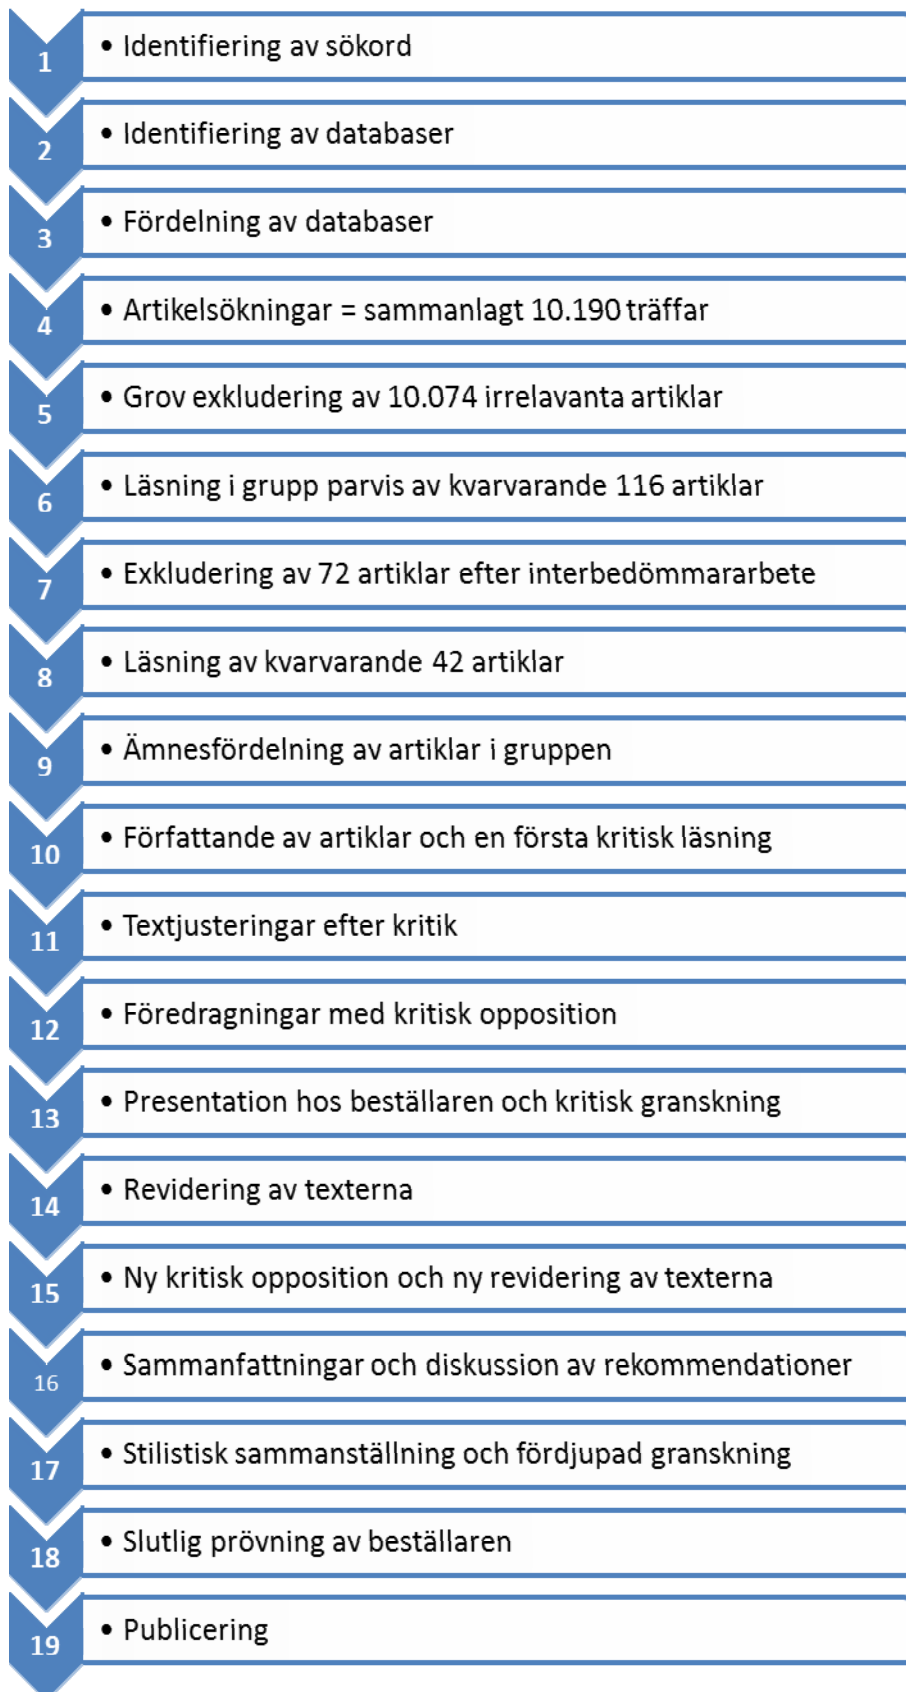 1 • Identifiering av sökord
2 • Identifiering av databaser
3 • Fördelning av databaser
4 • Artikelsökningar = sammanlagt 10.190 träffar
5 • Grov exkludering av 10.074 irrelavanta artiklar
6 • Läsning i grupp parvis av kvarvarande 116 artiklar
7 • Exkludering av 72 artiklar efter interbedömmararbete
8 • Läsning av kvarvarande 42 artiklar
9 • Ämnesfördelning av artiklar i gruppen
10 • Författande av artiklar och en första kritisk läsning
11 • Textjusteringar efter kritik
12 • Föredragningar med kritisk opposition
13 • Presentation hos beställaren och kritisk granskning
14 • Revidering av texterna
15 • Ny kritisk opposition och ny revidering av texterna
16 • Sammanfattningar och diskussion av rekommendationer
17 • Stilistisk sammanställning och fördjupad granskning
18 • Slutlig prövning av beställaren
19 • Publicering